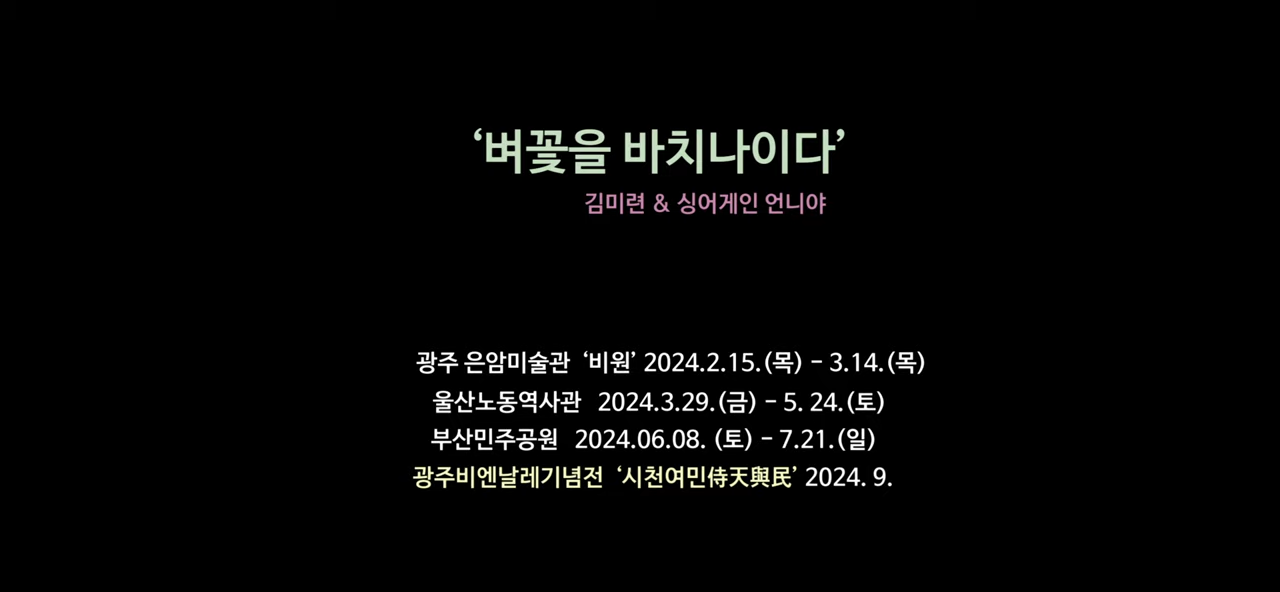 ‘벼꽃을 바치나이다’
김미련 & 싱어게인 언니야
광주 은암미술관 ‘비원’ 2024.2.15.(목) - 3.14.(목)
울산노동역사관 2024.3.29.(금) - 5. 24.(토)
부산민주공원 2024.06.08. (토) - 7.21.(일)
광주비엔날레기념전 ‘시천여민侍天與民’ 2024. 9.